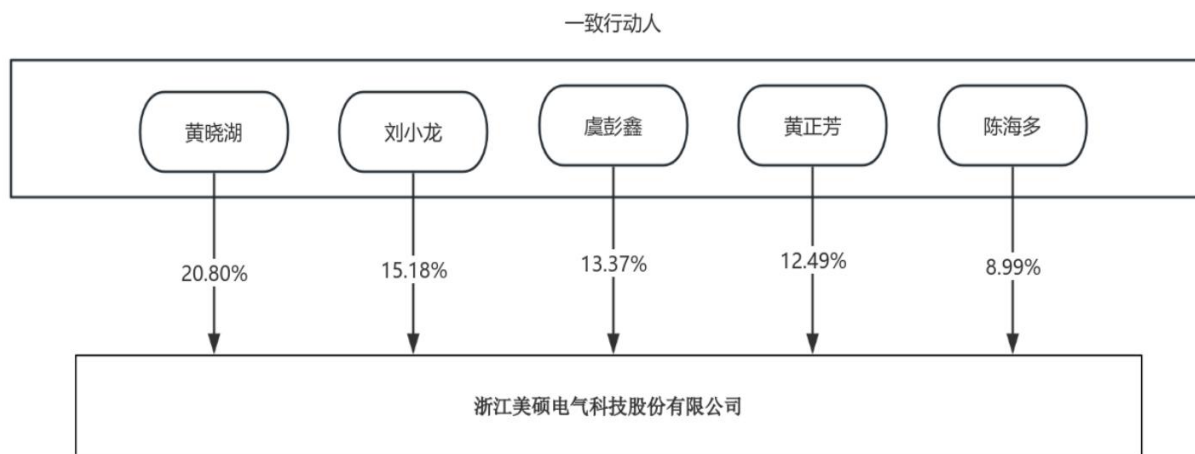 一致行动人
黄晓湖
刘小龙
虞彭鑫
黄正芳
陈海多
20.80%
15.18%
13.37%
12.49%
8.99%
浙江美硕电气科技股份有限公司